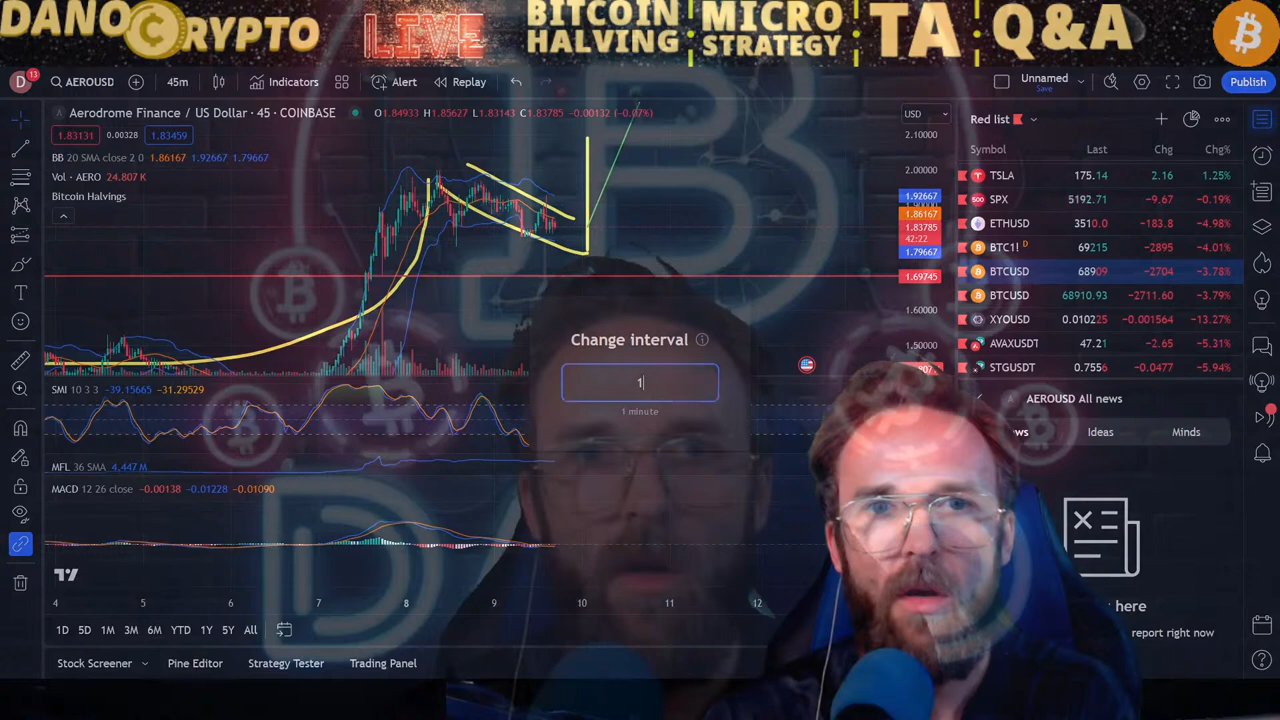 DANO CRYPTO
LIVE
BITCOIN HALVING
MICRO STRATEGY
TA
Q&A
D 13 AEROUSD 45m Indicators Alert Replay Unnamed Save Publish
Aerodrome Finance / US Dollar · 45 · COINBASE O1.84933 H1.85627 L1.83143 C1.83785 −0.00132 (−0.07%) USD
1.83131 0.00328 1.83459
BB 20 SMA close 2 0 1.86167 1.92667 1.79667
Vol · AERO 24.807 K
Bitcoin Halvings
2.10000
2.00000
1.92667
1.86167
1.83785
42:22
1.79667
1.69745
1.60000
1.50000
Change interval
1
1 minute
SMI 10 3 3 −39.15665 −31.29529
MFL 36 SMA 4.447 M
MACD 12 26 close −0.00138 −0.01228 −0.01090
4 5 6 7 8 9 10 11 12
1D 5D 1M 3M 6M YTD 1Y 5Y All
Stock Screener Pine Editor Strategy Tester Trading Panel
Red list
Symbol Last Chg Chg%
TSLA 175.14 2.16 1.25%
SPX 5192.71 −9.67 −0.19%
ETHUSD 3510.0 −183.8 −4.98%
BTC1! D 69215 −2895 −4.01%
BTCUSD 68909 −2704 −3.78%
BTCUSD 68910.93 −2711.60 −3.79%
XYOUSD 0.010225 −0.001564 −13.27%
AVAXUSDT 47.21 −2.65 −5.31%
STGUSDT 0.7556 −0.0477 −5.94%
AEROUSD All news
Ideas Minds
here
report right now